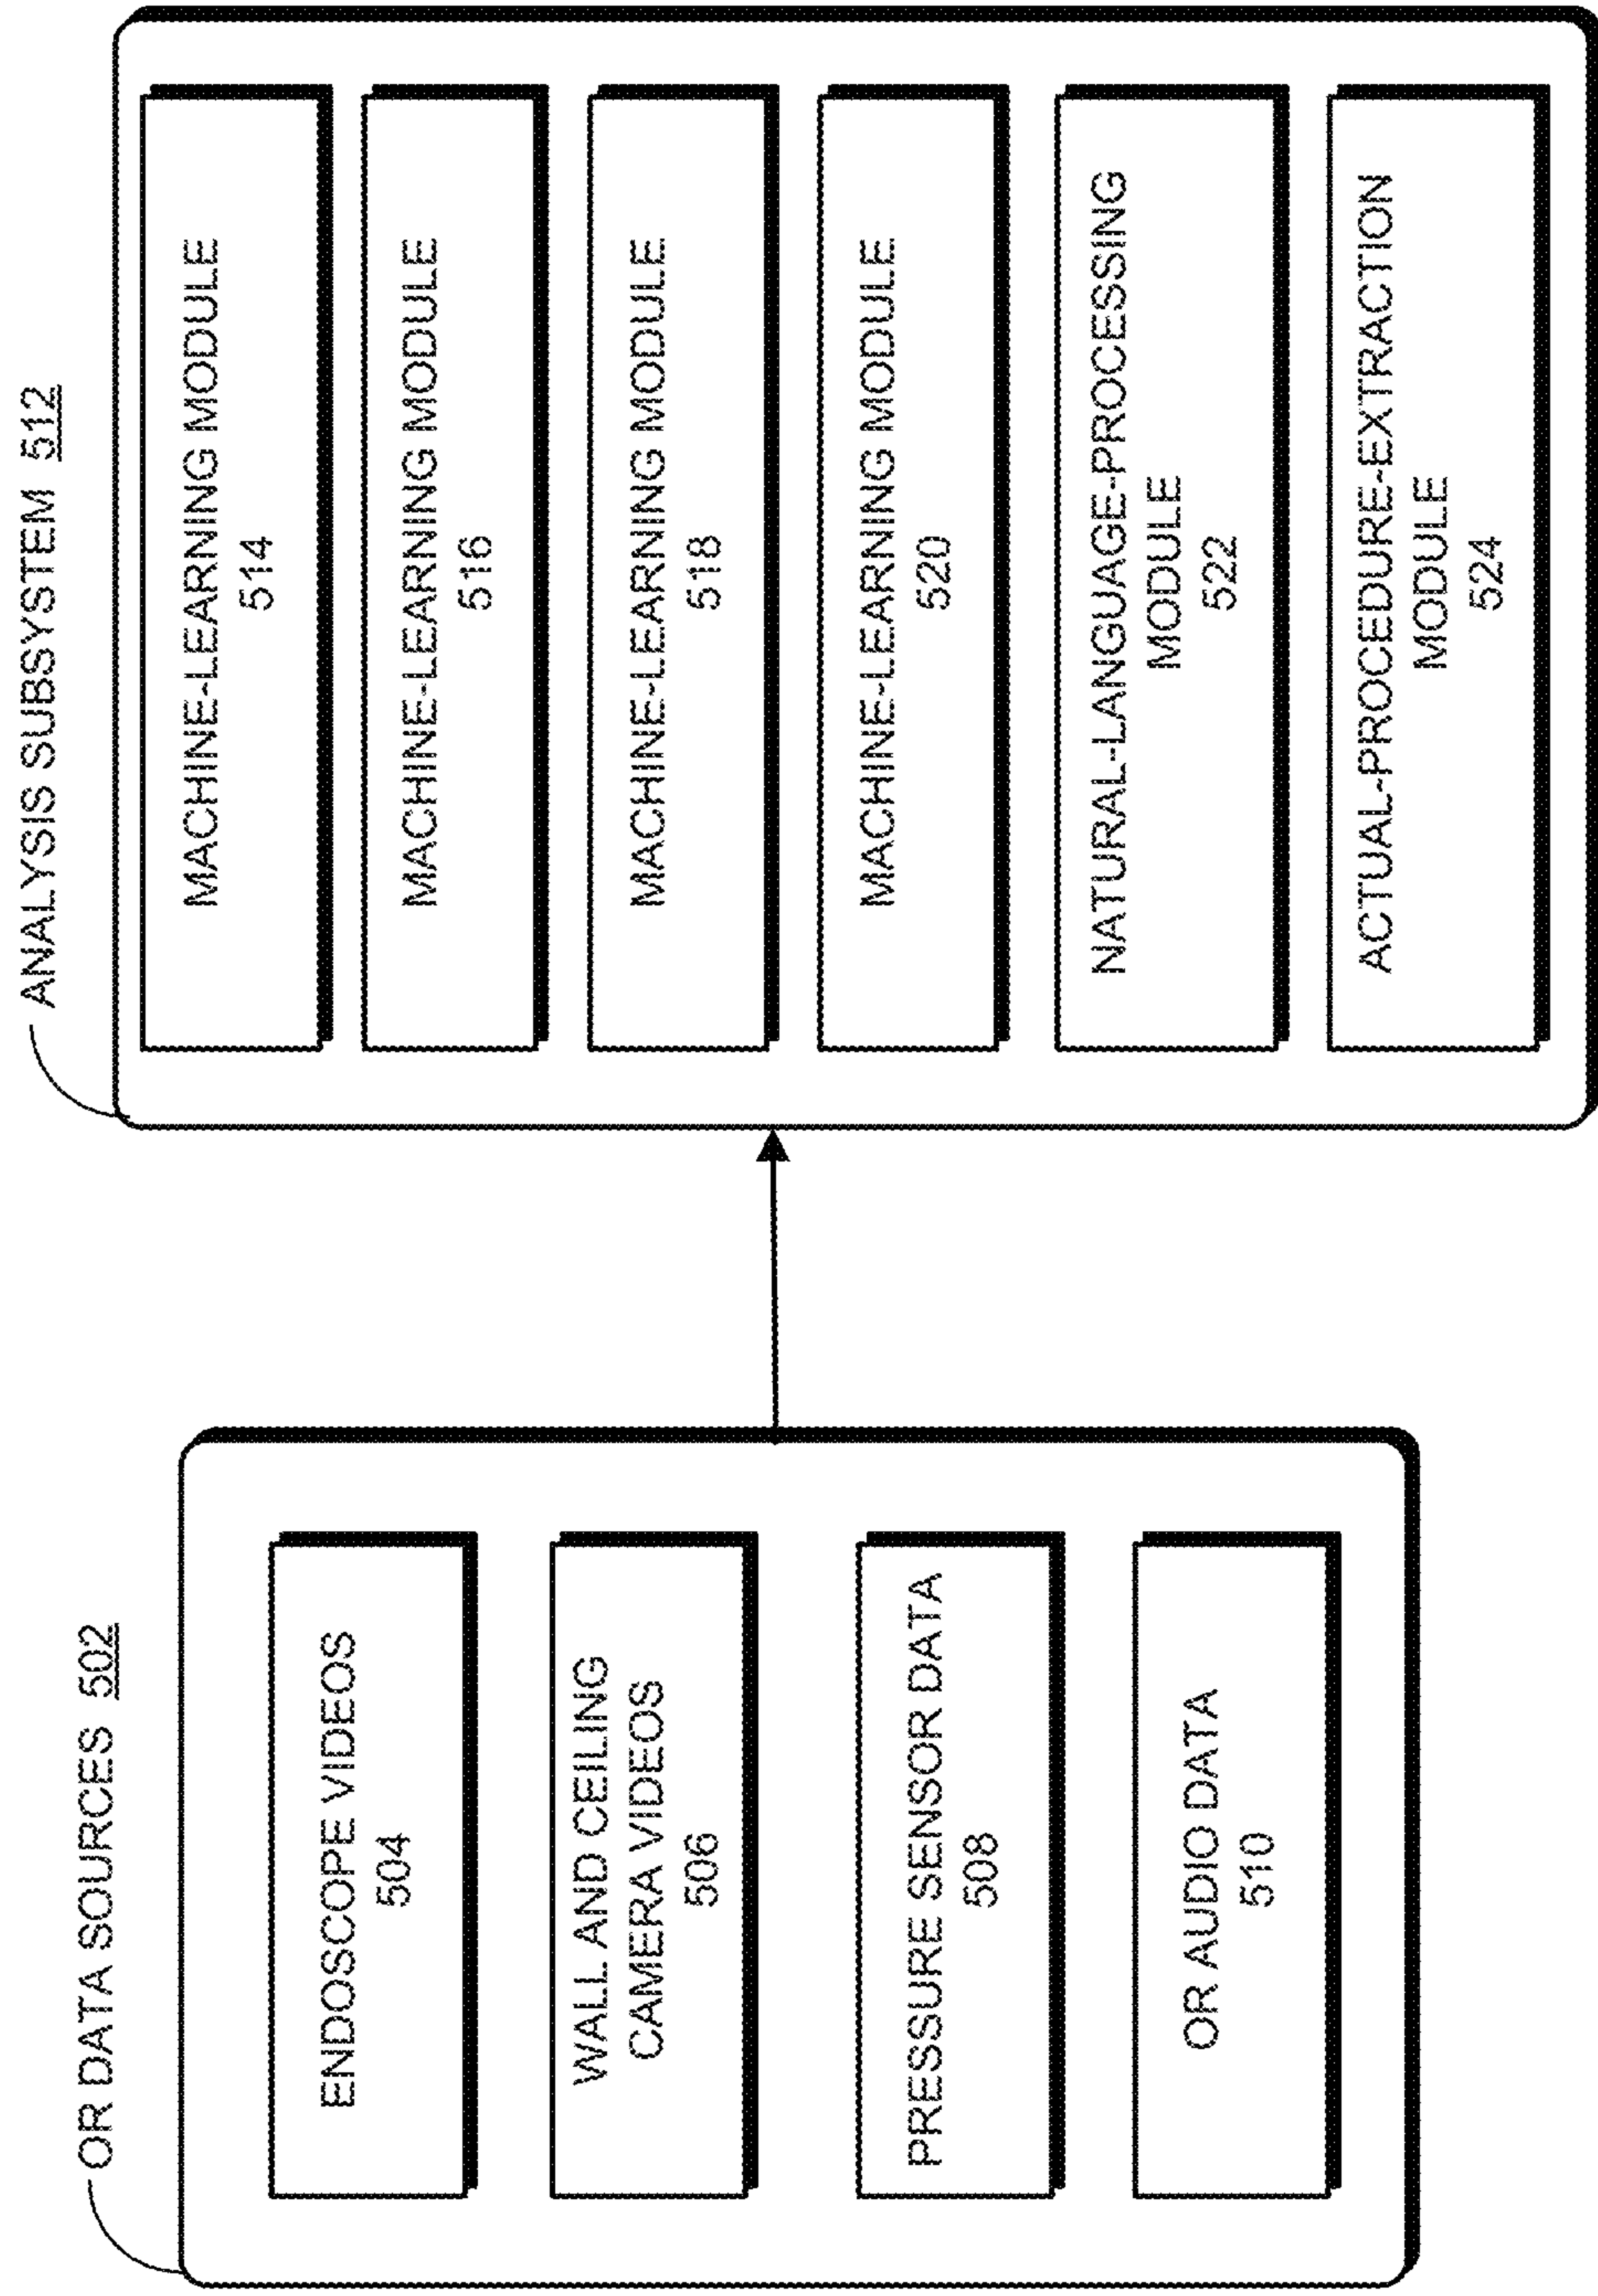 OR DATA SOURCES 502
ENDOSCOPE VIDEOS
504
WALL AND CEILING
CAMERA VIDEOS
506
PRESSURE SENSOR DATA
508
OR AUDIO DATA
510
ANALYSIS SUBSYSTEM 512
MACHINE-LEARNING MODULE
514
MACHINE-LEARNING MODULE
516
MACHINE-LEARNING MODULE
518
MACHINE-LEARNING MODULE
520
NATURAL-LANGUAGE-PROCESSING
MODULE
522
ACTUAL-PROCEDURE-EXTRACTION
MODULE
524